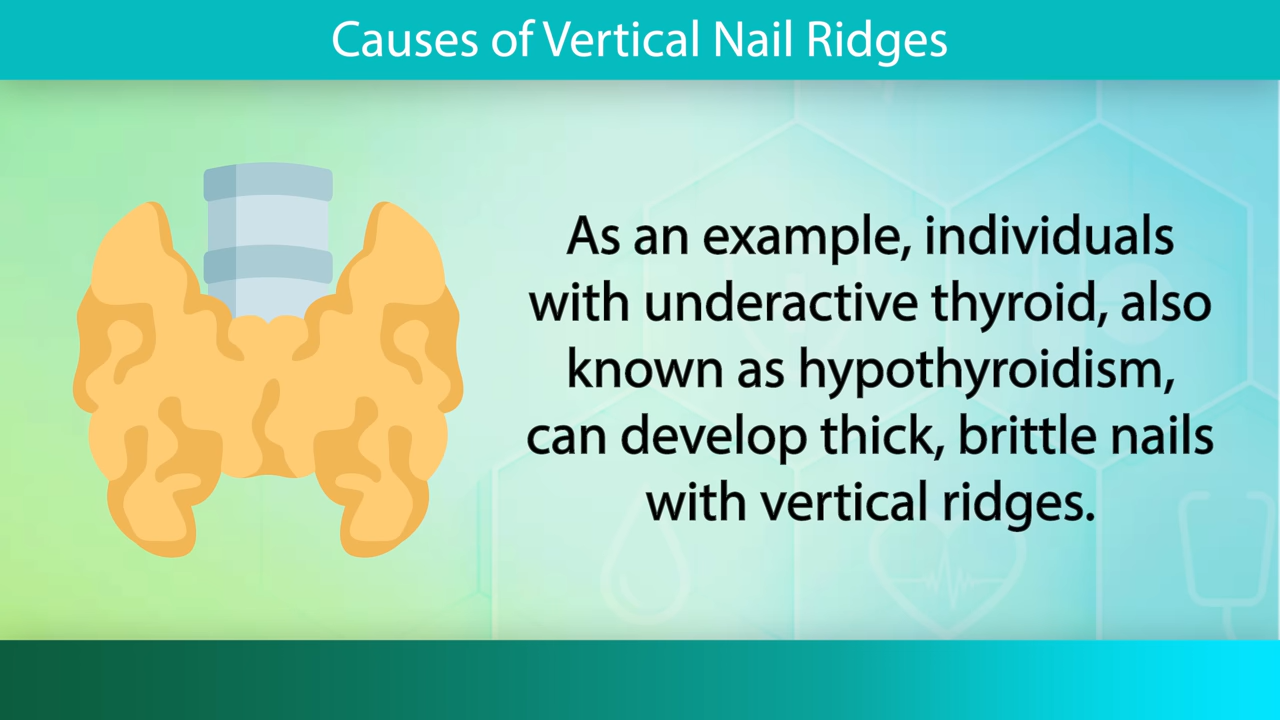 Causes of Vertical Nail Ridges
As an example, individuals
with underactive thyroid, also
known as hypothyroidism,
can develop thick, brittle nails
with vertical ridges.